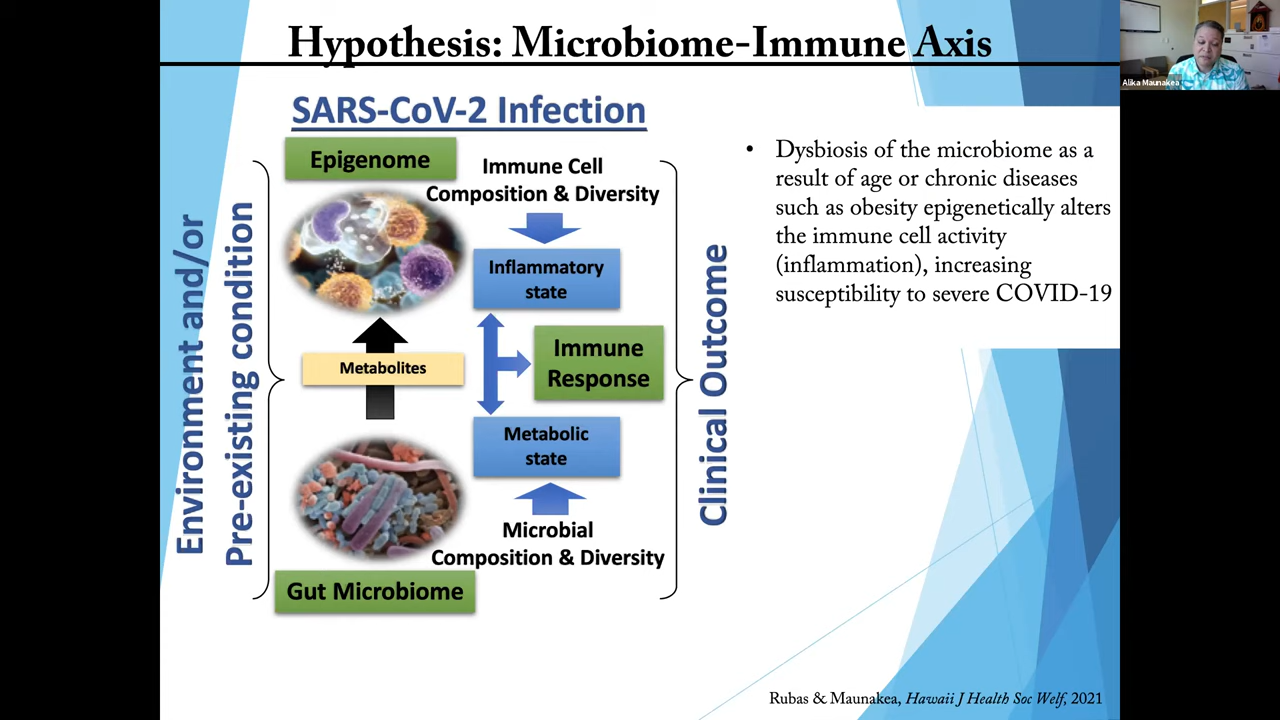 Hypothesis: Microbiome-Immune Axis
Alika Maunakea
SARS-CoV-2 Infection
Environment and/or
Pre-existing condition
Epigenome
Immune Cell
Composition & Diversity
Inflammatory
state
Metabolites
Immune
Response
Metabolic
state
Microbial
Composition & Diversity
Gut Microbiome
Clinical Outcome
• Dysbiosis of the microbiome as a
result of age or chronic diseases
such as obesity epigenetically alters
the immune cell activity
(inflammation), increasing
susceptibility to severe COVID-19
Rubas & Maunakea, Hawaii J Health Soc Welf, 2021